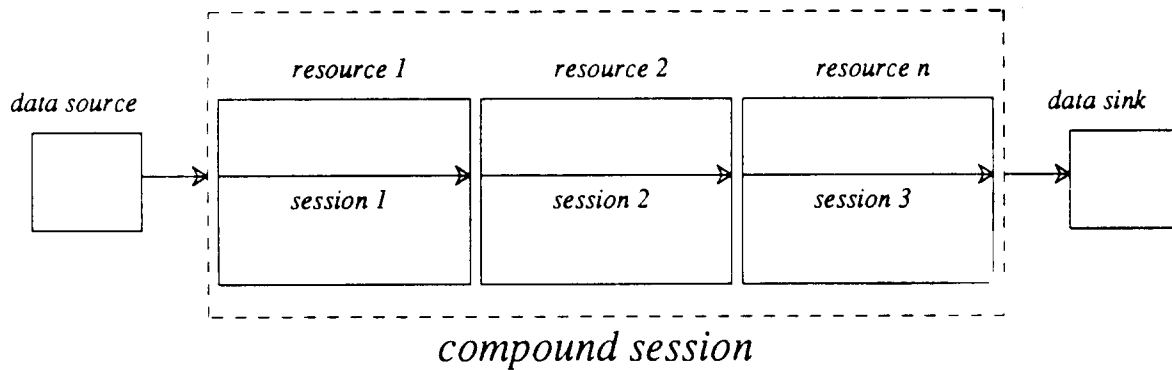 resource 1
resource 2
resource n
data source
data sink
session 1
session 2
session 3
compound session